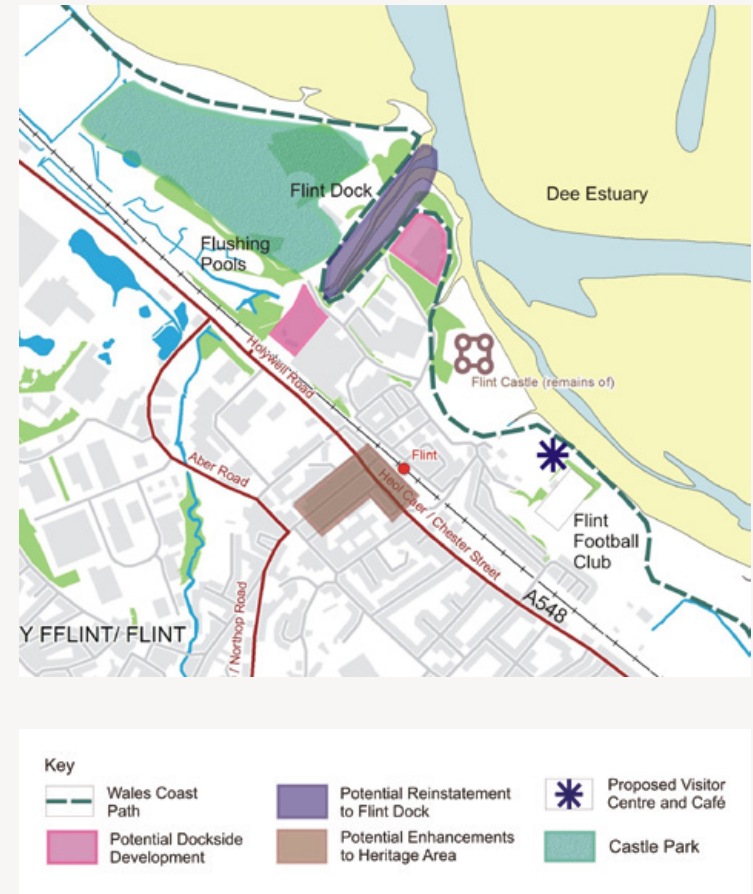 Flint Dock
Dee Estuary
Flushing
Pools
Holywell Road
Flint Castle (remains of)
Flint
Aber Road
Heol Caer / Chester Street
Flint
Football
Club
A548
Y FFLINT/ FLINT
/ Northop Road
Key
Wales Coast
Path
Potential Reinstatement
to Flint Dock
Proposed Visitor
Centre and Café
Potential Dockside
Development
Potential Enhancements
to Heritage Area
Castle Park